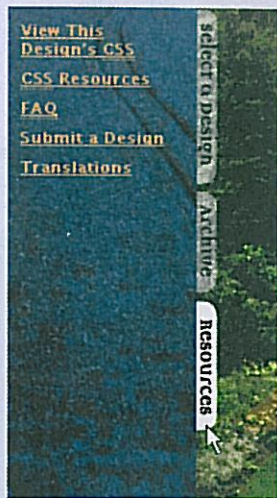 View This
Design's CSS
CSS Resources
FAQ
Submit a Design
Translations
select a Design
Archive
Resources